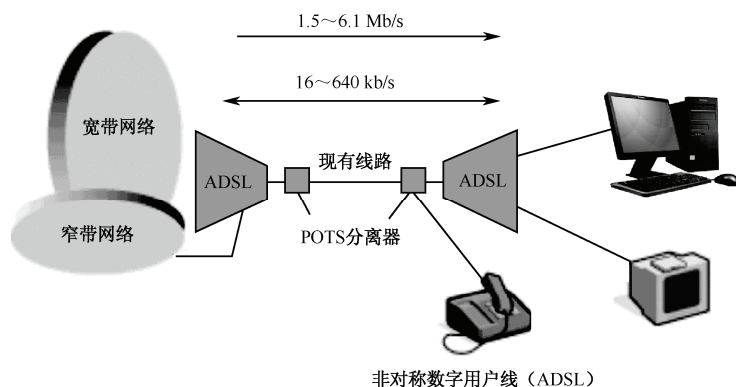 1.5～6.1 Mb/s
16～640 kb/s
宽带网络
现有线路
ADSL
ADSL
窄带网络
POTS分离器
非对称数字用户线（ADSL）